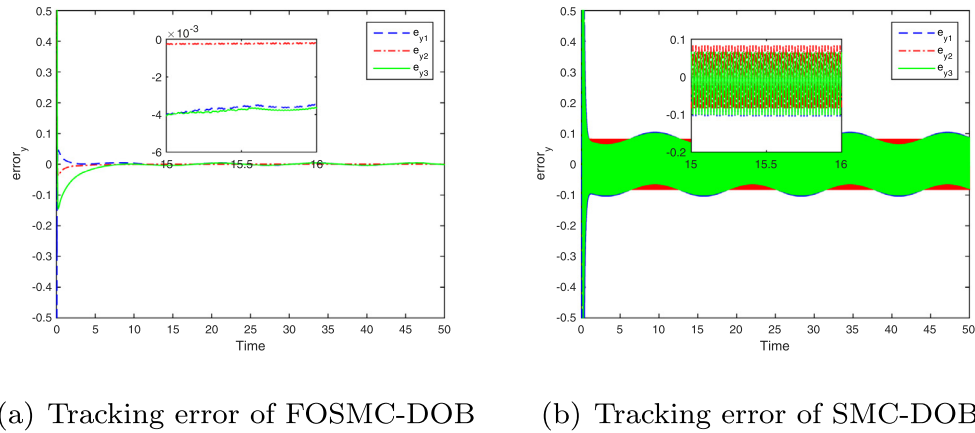 0.5
0.4
0.3
0.2
0.1
0
-0.1
-0.2
-0.3
-0.4
-0.5
error_y
0 5 10 15 20 25 30 35 40 45 50
Time
×10^-3
0
-2
-4
-6
15 15.5 16
e_y1
e_y2
e_y3
0.5
0.4
0.3
0.2
0.1
0
-0.1
-0.2
-0.3
-0.4
-0.5
error_y
0 5 10 15 20 25 30 35 40 45 50
Time
0.1
0
-0.1
-0.2
15 15.5 16
e_y1
e_y2
e_y3
(a) Tracking error of FOSMC-DOB
(b) Tracking error of SMC-DOB